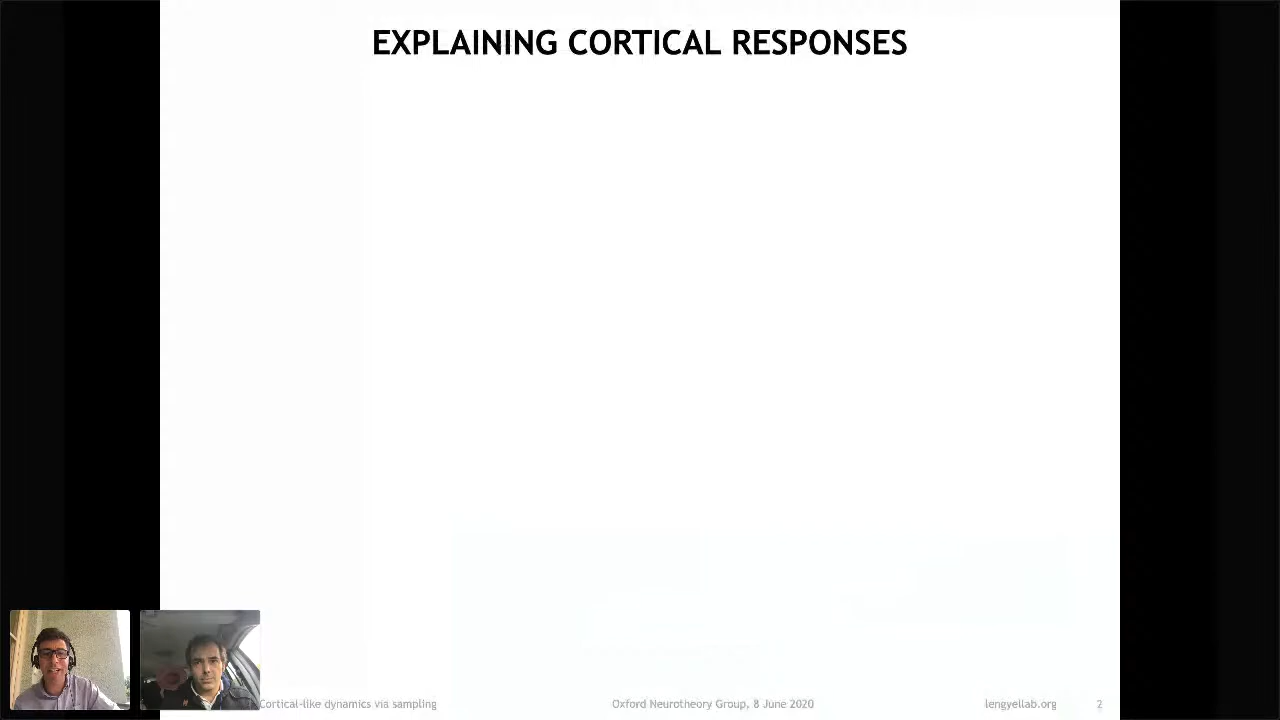 EXPLAINING CORTICAL RESPONSES
Cortical-like dynamics via sampling
Oxford Neurotheory Group, 8 June 2020
lengyellab.org
2